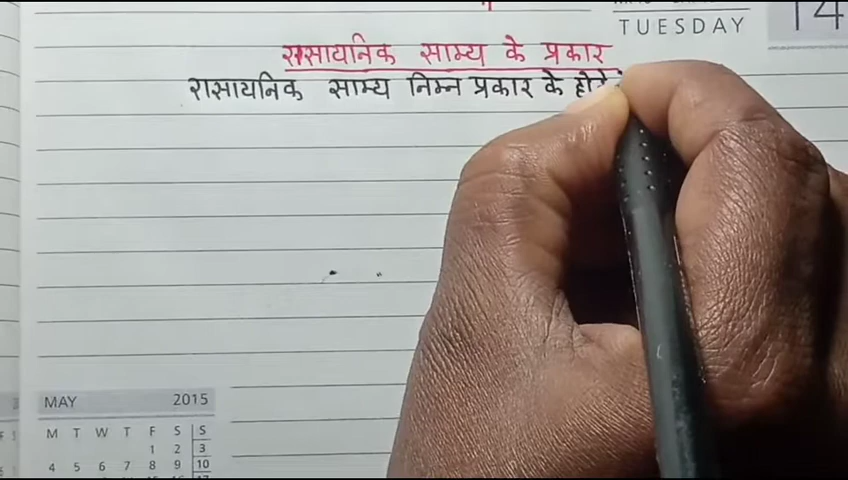 TUESDAY
14
रासायनिक साम्य के प्रकार
रासायनिक साम्य निम्न प्रकार के होते
MAY 2015
M T W T F S S
1 2 3
4 5 6 7 8 9 10